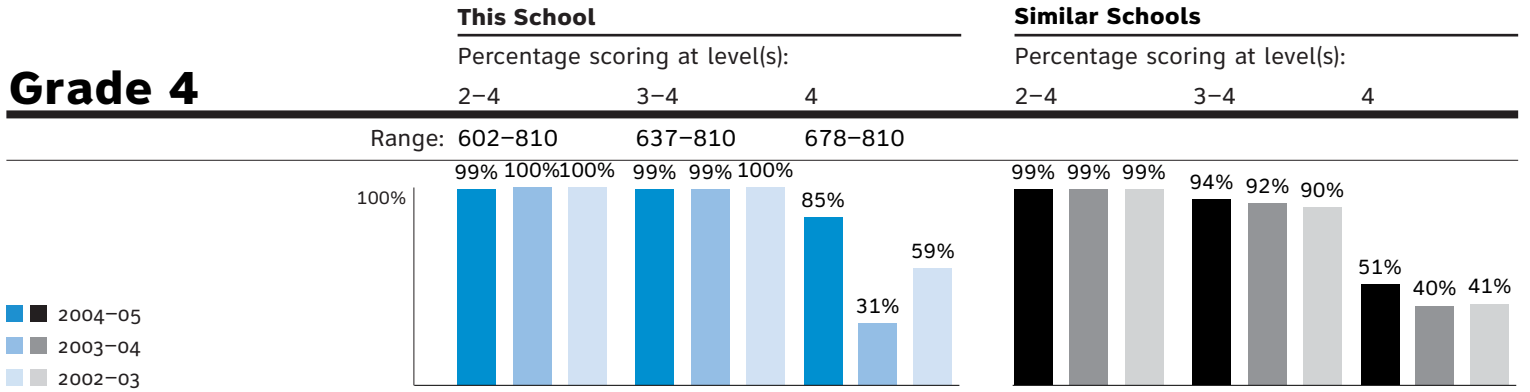 This School Similar Schools
Percentage scoring at level(s): Percentage scoring at level(s):
Grade 4 2–4 3–4 4 2–4 3–4 4
Range: 602–810 637–810 678–810
99% 100% 100% 99% 99% 100% 85% 31% 59% 99% 99% 99% 94% 92% 90% 51% 40% 41%
100%
2004–05
2003–04
2002–03